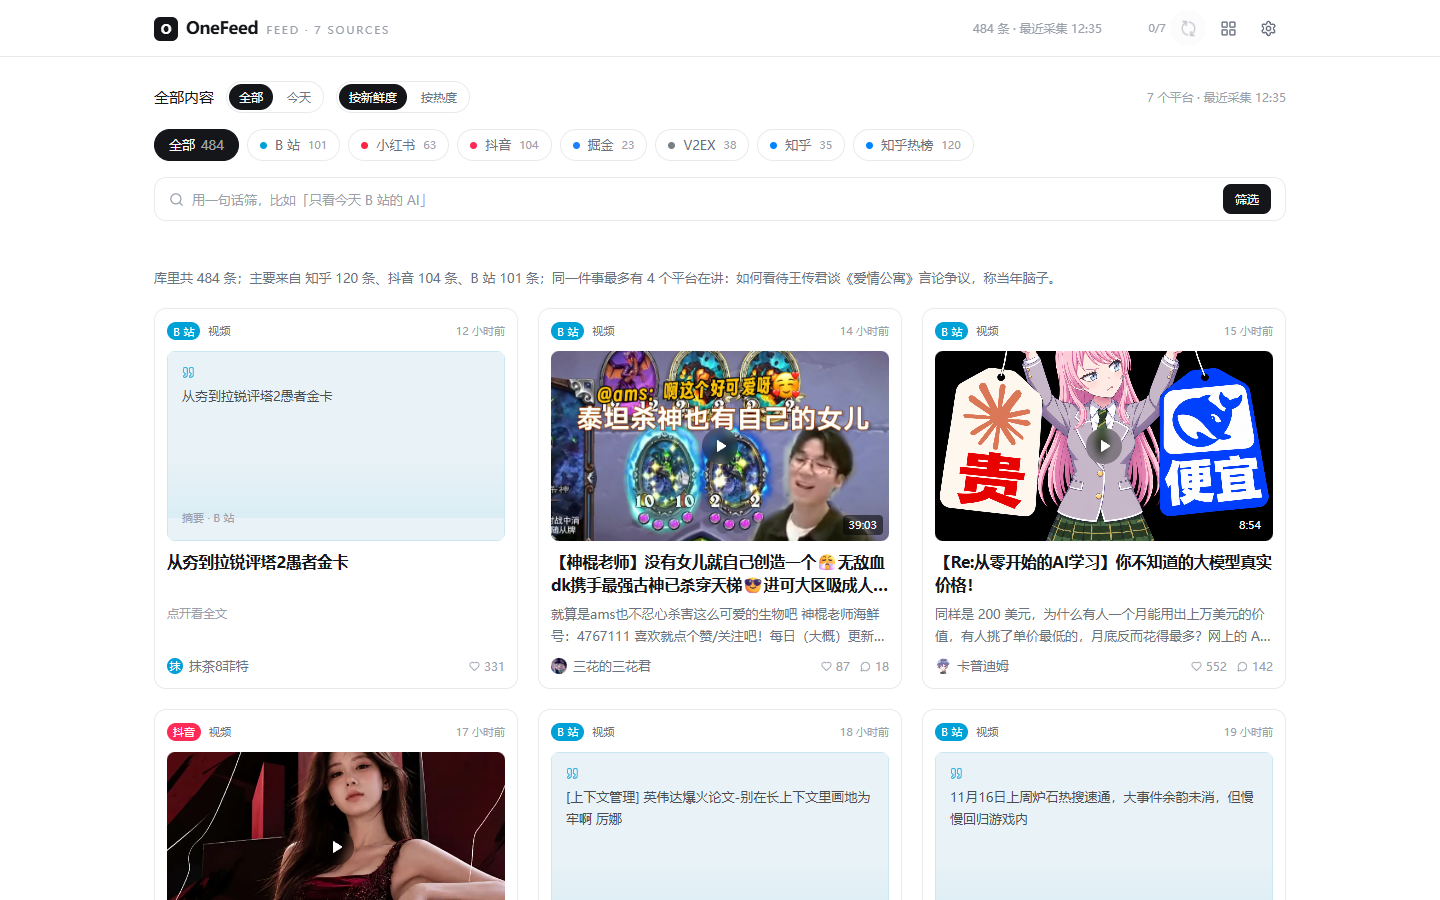 O OneFeed FEED · 7 SOURCES
484 条 · 最近采集 12:35
0/7
全部内容 全部 今天 按新鲜度 按热度
7 个平台 · 最近采集 12:35
全部 484 B 站 101 小红书 63 抖音 104 掘金 23 V2EX 38 知乎 35 知乎热榜 120
用一句话筛，比如「只看今天 B 站的 AI」 筛选
库里共 484 条；主要来自 知乎 120 条、抖音 104 条、B 站 101 条；同一件事最多有 4 个平台在讲：如何看待王传君谈《爱情公寓》言论争议，称当年脑子。
B 站 视频 12 小时前
从夯到拉锐评塔2愚者金卡
摘要 · B 站
从夯到拉锐评塔2愚者金卡
点开看全文
抹 抹茶8菲特 331
B 站 视频 14 小时前
@ams：啊这个好可爱呀🥰
泰坦杀神也有自己的女儿
10 10 2 2
39:03
【神棍老师】没有女儿就自己创造一个😤无敌血
dk携手最强古神已杀穿天梯😎进可大区吸成人...
就算是ams也不忍心杀害这么可爱的生物吧 神棍老师海鲜
号：4767111 喜欢就点个赞/关注吧！每日（大概）更新...
三花的三花君 87 18
B 站 视频 15 小时前
贵
便宜
8:54
【Re:从零开始的AI学习】你不知道的大模型真实
价格！
同样是 200 美元，为什么有人一个月能用出上万美元的价
值，有人挑了单价最低的，月底反而花得最多？网上的 A...
卡普迪姆 552 142
抖音 视频 17 小时前
B 站 视频 18 小时前
[上下文管理] 英伟达爆火论文-别在长上下文里画地为
牢啊 厉娜
B 站 视频 19 小时前
11月16日上周炉石热搜速通，大事件余韵未消，但慢
慢回归游戏内